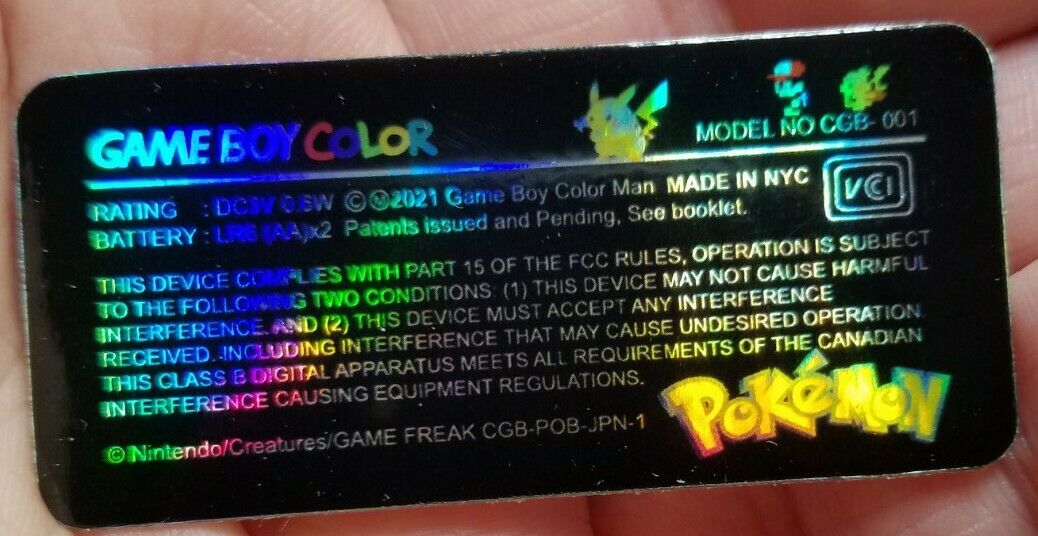 GAME BOY COLOR
MODEL NO CGB- 001
RATING : DC3V 0.6W ©Ⓜ2021 Game Boy Color Man MADE IN NYC
VCI
BATTERY : LR6 (AA)x2 Patents issued and Pending, See booklet.
THIS DEVICE COMPLIES WITH PART 15 OF THE FCC RULES, OPERATION IS SUBJECT
TO THE FOLLOWING TWO CONDITIONS: (1) THIS DEVICE MAY NOT CAUSE HARMFUL
INTERFERENCE. AND (2) THIS DEVICE MUST ACCEPT ANY INTERFERENCE
RECEIVED. INCLUDING INTERFERENCE THAT MAY CAUSE UNDESIRED OPERATION.
THIS CLASS B DIGITAL APPARATUS MEETS ALL REQUIREMENTS OF THE CANADIAN
INTERFERENCE CAUSING EQUIPMENT REGULATIONS.
POKéMON
© Nintendo/Creatures/GAME FREAK CGB-POB-JPN-1